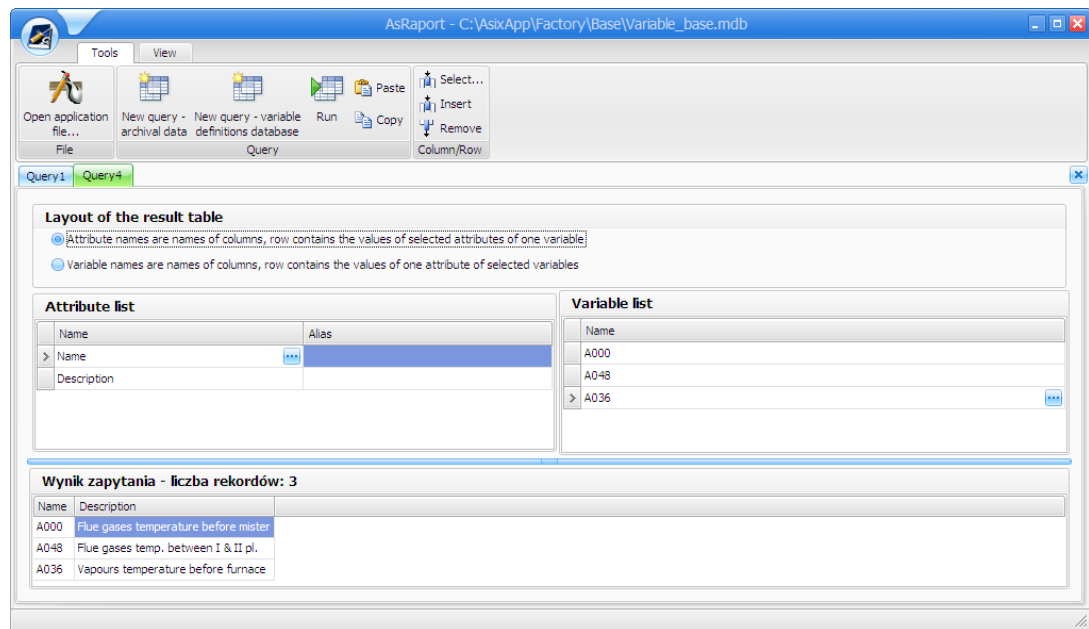 AsRaport - C:\AsixApp\Factory\Base\Variable_base.mdb
Tools View
Open application file...
New query - archival data
New query - variable definitions database
Run
Paste
Copy
Select...
Insert
Remove
File Query Column/Row
Query1 Query4
Layout of the result table
Attribute names are names of columns, row contains the values of selected attributes of one variable
Variable names are names of columns, row contains the values of one attribute of selected variables
Attribute list
Name Alias
Name ...
Description
Variable list
Name
A000
A048
A036 ...
Wynik zapytania - liczba rekordów: 3
Name Description
A000 Flue gases temperature before mister
A048 Flue gases temp. between I & II pl.
A036 Vapours temperature before furnace